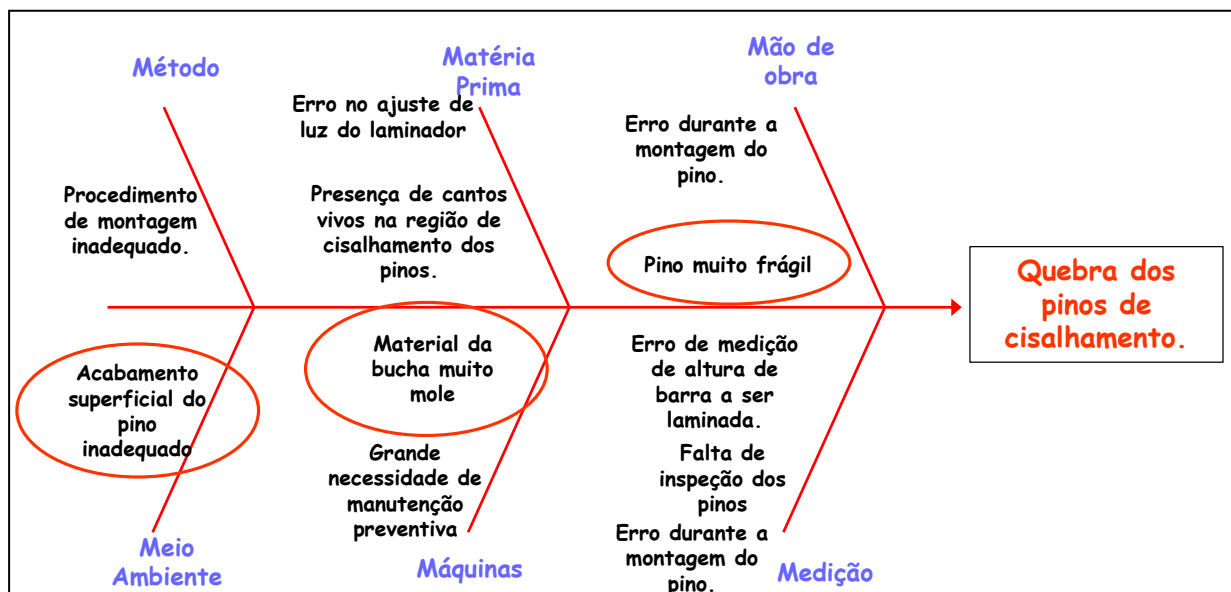 Método
Matéria
Prima
Mão de
obra
Erro no ajuste de
luz do laminador
Erro durante a
montagem do
pino.
Procedimento
de montagem
inadequado.
Presença de cantos
vivos na região de
cisalhamento dos
pinos.
Pino muito frágil
Quebra dos
pinos de
cisalhamento.
Acabamento
superficial do
pino
inadequado
Material da
bucha muito
mole
Erro de medição
de altura de
barra a ser
laminada.
Grande
necessidade de
manutenção
preventiva
Falta de
inspeção dos
pinos
Erro durante a
montagem do
pino.
Meio
Ambiente
Máquinas
Medição